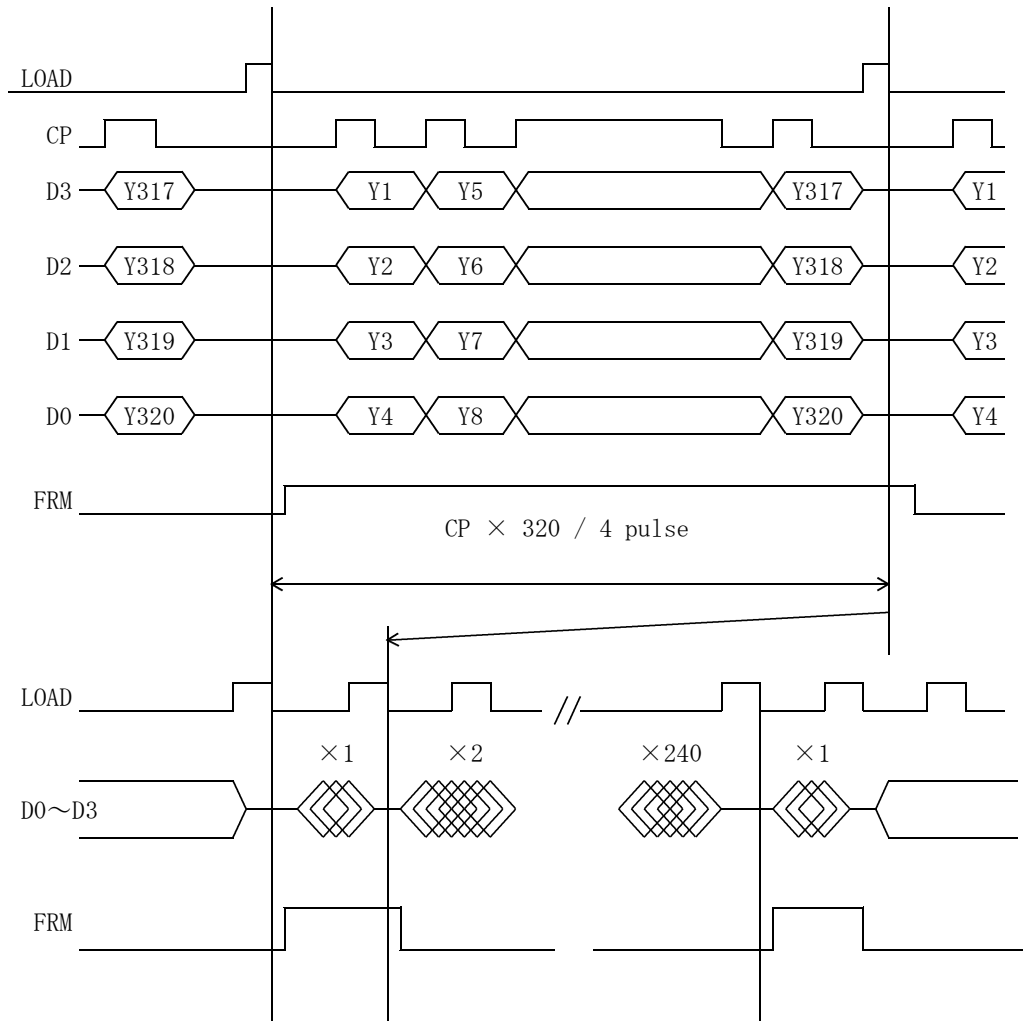 LOAD
CP
D3 Y317 Y1 Y5 Y317 Y1
D2 Y318 Y2 Y6 Y318 Y2
D1 Y319 Y3 Y7 Y319 Y3
D0 Y320 Y4 Y8 Y320 Y4
FRM
CP × 320 / 4 pulse
LOAD
×1 ×2 ×240 ×1
D0～D3
FRM